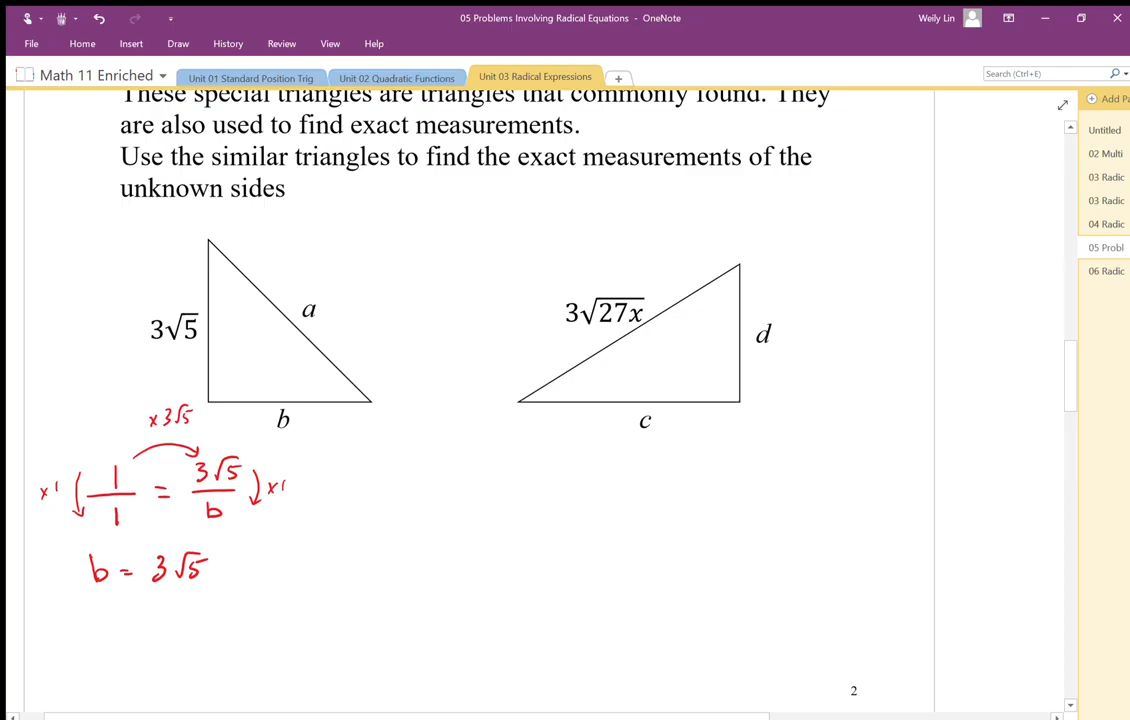 05 Problems Involving Radical Equations - OneNote
Weily Lin
File Home Insert Draw History Review View Help
Math 11 Enriched
Unit 01 Standard Position Trig
Unit 02 Quadratic Functions
Unit 03 Radical Expressions
Search (Ctrl+E)
These special triangles are triangles that commonly found. They
are also used to find exact measurements.
Use the similar triangles to find the exact measurements of the
unknown sides
3√5
a
b
3√27x
d
c
×3√5
×1 1/1 = 3√5/b ×1
b = 3√5
2
Add Pa
Untitled
02 Multi
03 Radic
03 Radic
04 Radic
05 Probl
06 Radic